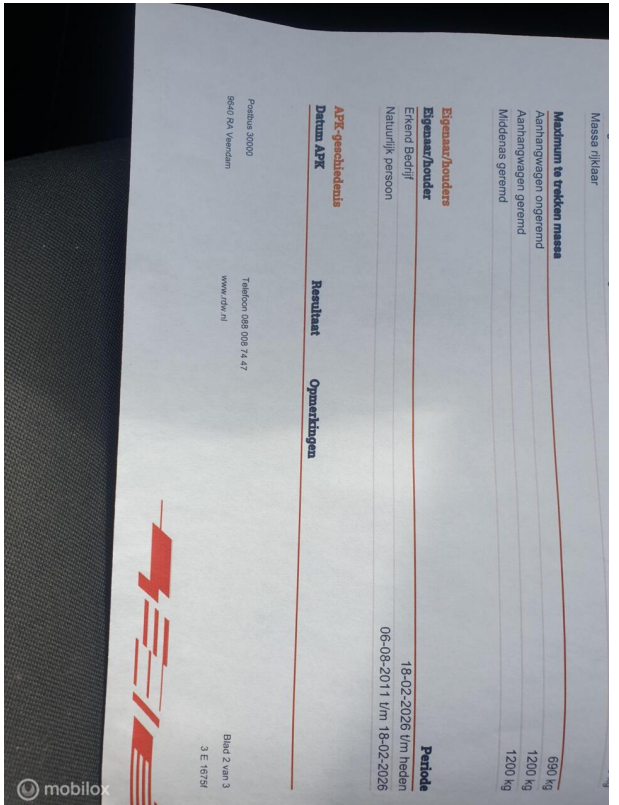 Massa rijklaar
Maximum te trekken massa
Aanhangwagen ongeremd 690 kg
Aanhangwagen geremd 1200 kg
Middenas geremd 1200 kg
Eigenaar/houders
Eigenaar/houder Periode
Erkend Bedrijf 18-02-2026 t/m heden
Natuurlijk persoon 06-08-2011 t/m 18-02-2026
APK-geschiedenis
Datum APK Resultaat Opmerkingen
Postbus 30000 Telefoon 088 008 74 47 Blad 2 van 3
9640 RA Veendam www.rdw.nl 3 E 1675f
mobilox